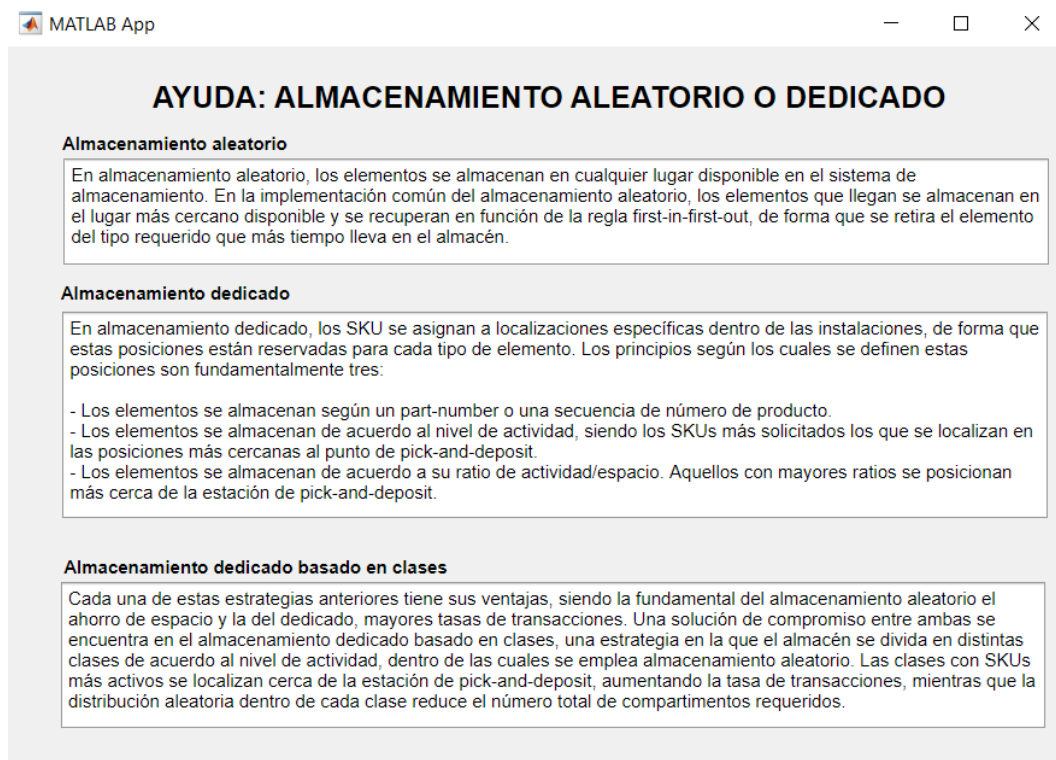 MATLAB App
AYUDA: ALMACENAMIENTO ALEATORIO O DEDICADO
Almacenamiento aleatorio
En almacenamiento aleatorio, los elementos se almacenan en cualquier lugar disponible en el sistema de
almacenamiento. En la implementación común del almacenamiento aleatorio, los elementos que llegan se almacenan en
el lugar más cercano disponible y se recuperan en función de la regla first-in-first-out, de forma que se retira el elemento
del tipo requerido que más tiempo lleva en el almacén.
Almacenamiento dedicado
En almacenamiento dedicado, los SKU se asignan a localizaciones específicas dentro de las instalaciones, de forma que
estas posiciones están reservadas para cada tipo de elemento. Los principios según los cuales se definen estas
posiciones son fundamentalmente tres:
- Los elementos se almacenan según un part-number o una secuencia de número de producto.
- Los elementos se almacenan de acuerdo al nivel de actividad, siendo los SKUs más solicitados los que se localizan en
las posiciones más cercanas al punto de pick-and-deposit.
- Los elementos se almacenan de acuerdo a su ratio de actividad/espacio. Aquellos con mayores ratios se posicionan
más cerca de la estación de pick-and-deposit.
Almacenamiento dedicado basado en clases
Cada una de estas estrategias anteriores tiene sus ventajas, siendo la fundamental del almacenamiento aleatorio el
ahorro de espacio y la del dedicado, mayores tasas de transacciones. Una solución de compromiso entre ambas se
encuentra en el almacenamiento dedicado basado en clases, una estrategia en la que el almacén se divida en distintas
clases de acuerdo al nivel de actividad, dentro de las cuales se emplea almacenamiento aleatorio. Las clases con SKUs
más activos se localizan cerca de la estación de pick-and-deposit, aumentando la tasa de transacciones, mientras que la
distribución aleatoria dentro de cada clase reduce el número total de compartimentos requeridos.